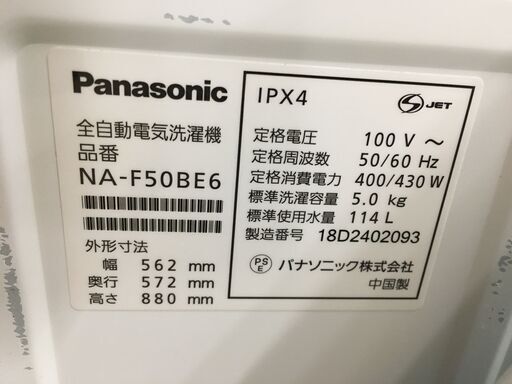 Panasonic
全自動電気洗濯機
品番
NA-F50BE6
外形寸法
幅 562 mm
奥行 572 mm
高さ 880 mm
IPX4
S JET
定格電圧 100 V ～
定格周波数 50/60 Hz
定格消費電力 400/430 W
標準洗濯容量 5.0 kg
標準使用水量 114 L
製造番号 18D2402093
PS E パナソニック株式会社
中国製